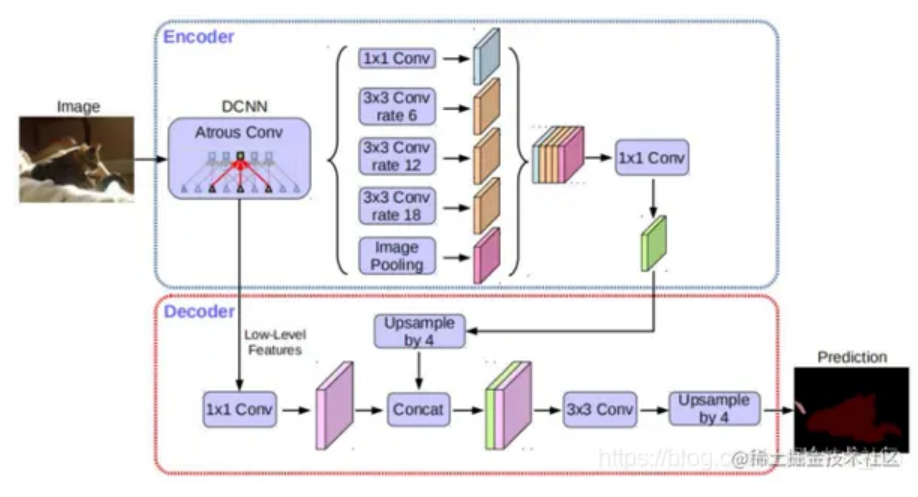 Encoder
Image
DCNN
Atrous Conv
1x1 Conv
3x3 Conv
rate 6
3x3 Conv
rate 12
3x3 Conv
rate 18
Image
Pooling
1x1 Conv
Decoder
Low-Level
Features
Upsample
by 4
1x1 Conv
Concat
3x3 Conv
Upsample
by 4
Prediction
https://blog.c
@稀土掘金技术社区